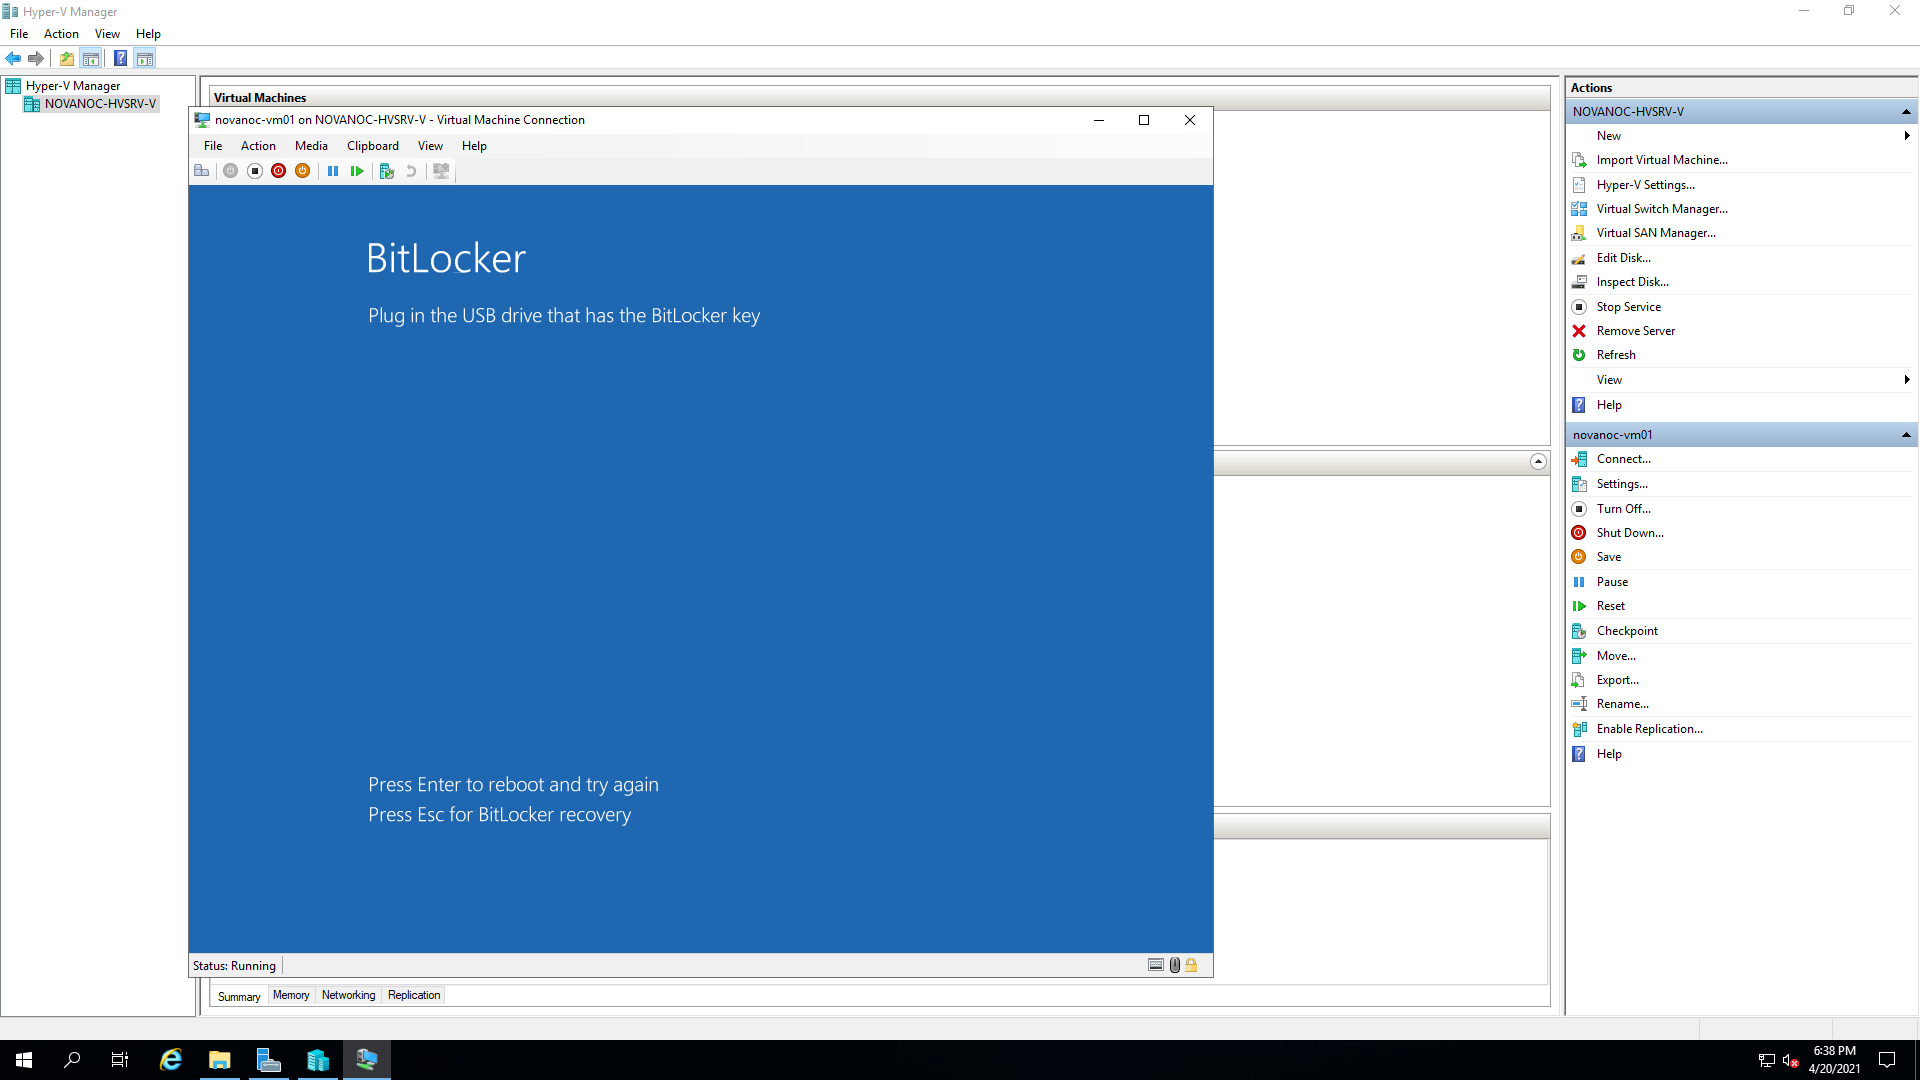 Hyper-V Manager
File Action View Help
Hyper-V Manager
NOVANOC-HVSRV-V
Virtual Machines
novanoc-vm01 on NOVANOC-HVSRV-V - Virtual Machine Connection
File Action Media Clipboard View Help
BitLocker
Plug in the USB drive that has the BitLocker key
Press Enter to reboot and try again
Press Esc for BitLocker recovery
Status: Running
Summary Memory Networking Replication
Actions
NOVANOC-HVSRV-V
New
Import Virtual Machine...
Hyper-V Settings...
Virtual Switch Manager...
Virtual SAN Manager...
Edit Disk...
Inspect Disk...
Stop Service
Remove Server
Refresh
View
Help
novanoc-vm01
Connect...
Settings...
Turn Off...
Shut Down...
Save
Pause
Reset
Checkpoint
Move...
Export...
Rename...
Enable Replication...
Help
6:38 PM
4/20/2021